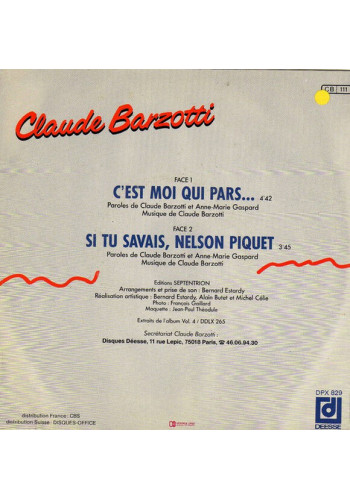 CB 111
Claude Barzotti
FACE 1
C'EST MOI QUI PARS... 4'42
Paroles de Claude Barzotti et Anne-Marie Gaspard
Musique de Claude Barzotti
FACE 2
SI TU SAVAIS, NELSON PIQUET 3'45
Paroles de Claude Barzotti et Anne-Marie Gaspard
Musique de Claude Barzotti
Editions SEPTENTRION
Arrangements et prise de son : Bernard Estardy
Réalisation artistique : Bernard Estardy, Alain Butet et Michel Célie
Photo : François Gaillard
Maquette : Jean-Paul Théodule
Extraits de l'album Vol. 4 / DDLX 265
Secrétariat Claude Barzotti :
Disques Déesse, 11 rue Lepic, 75018 Paris, ☎ 46.06.94.30
DPX 829
distribution France : CBS
distribution Suisse : DISQUES-OFFICE
DEESSE